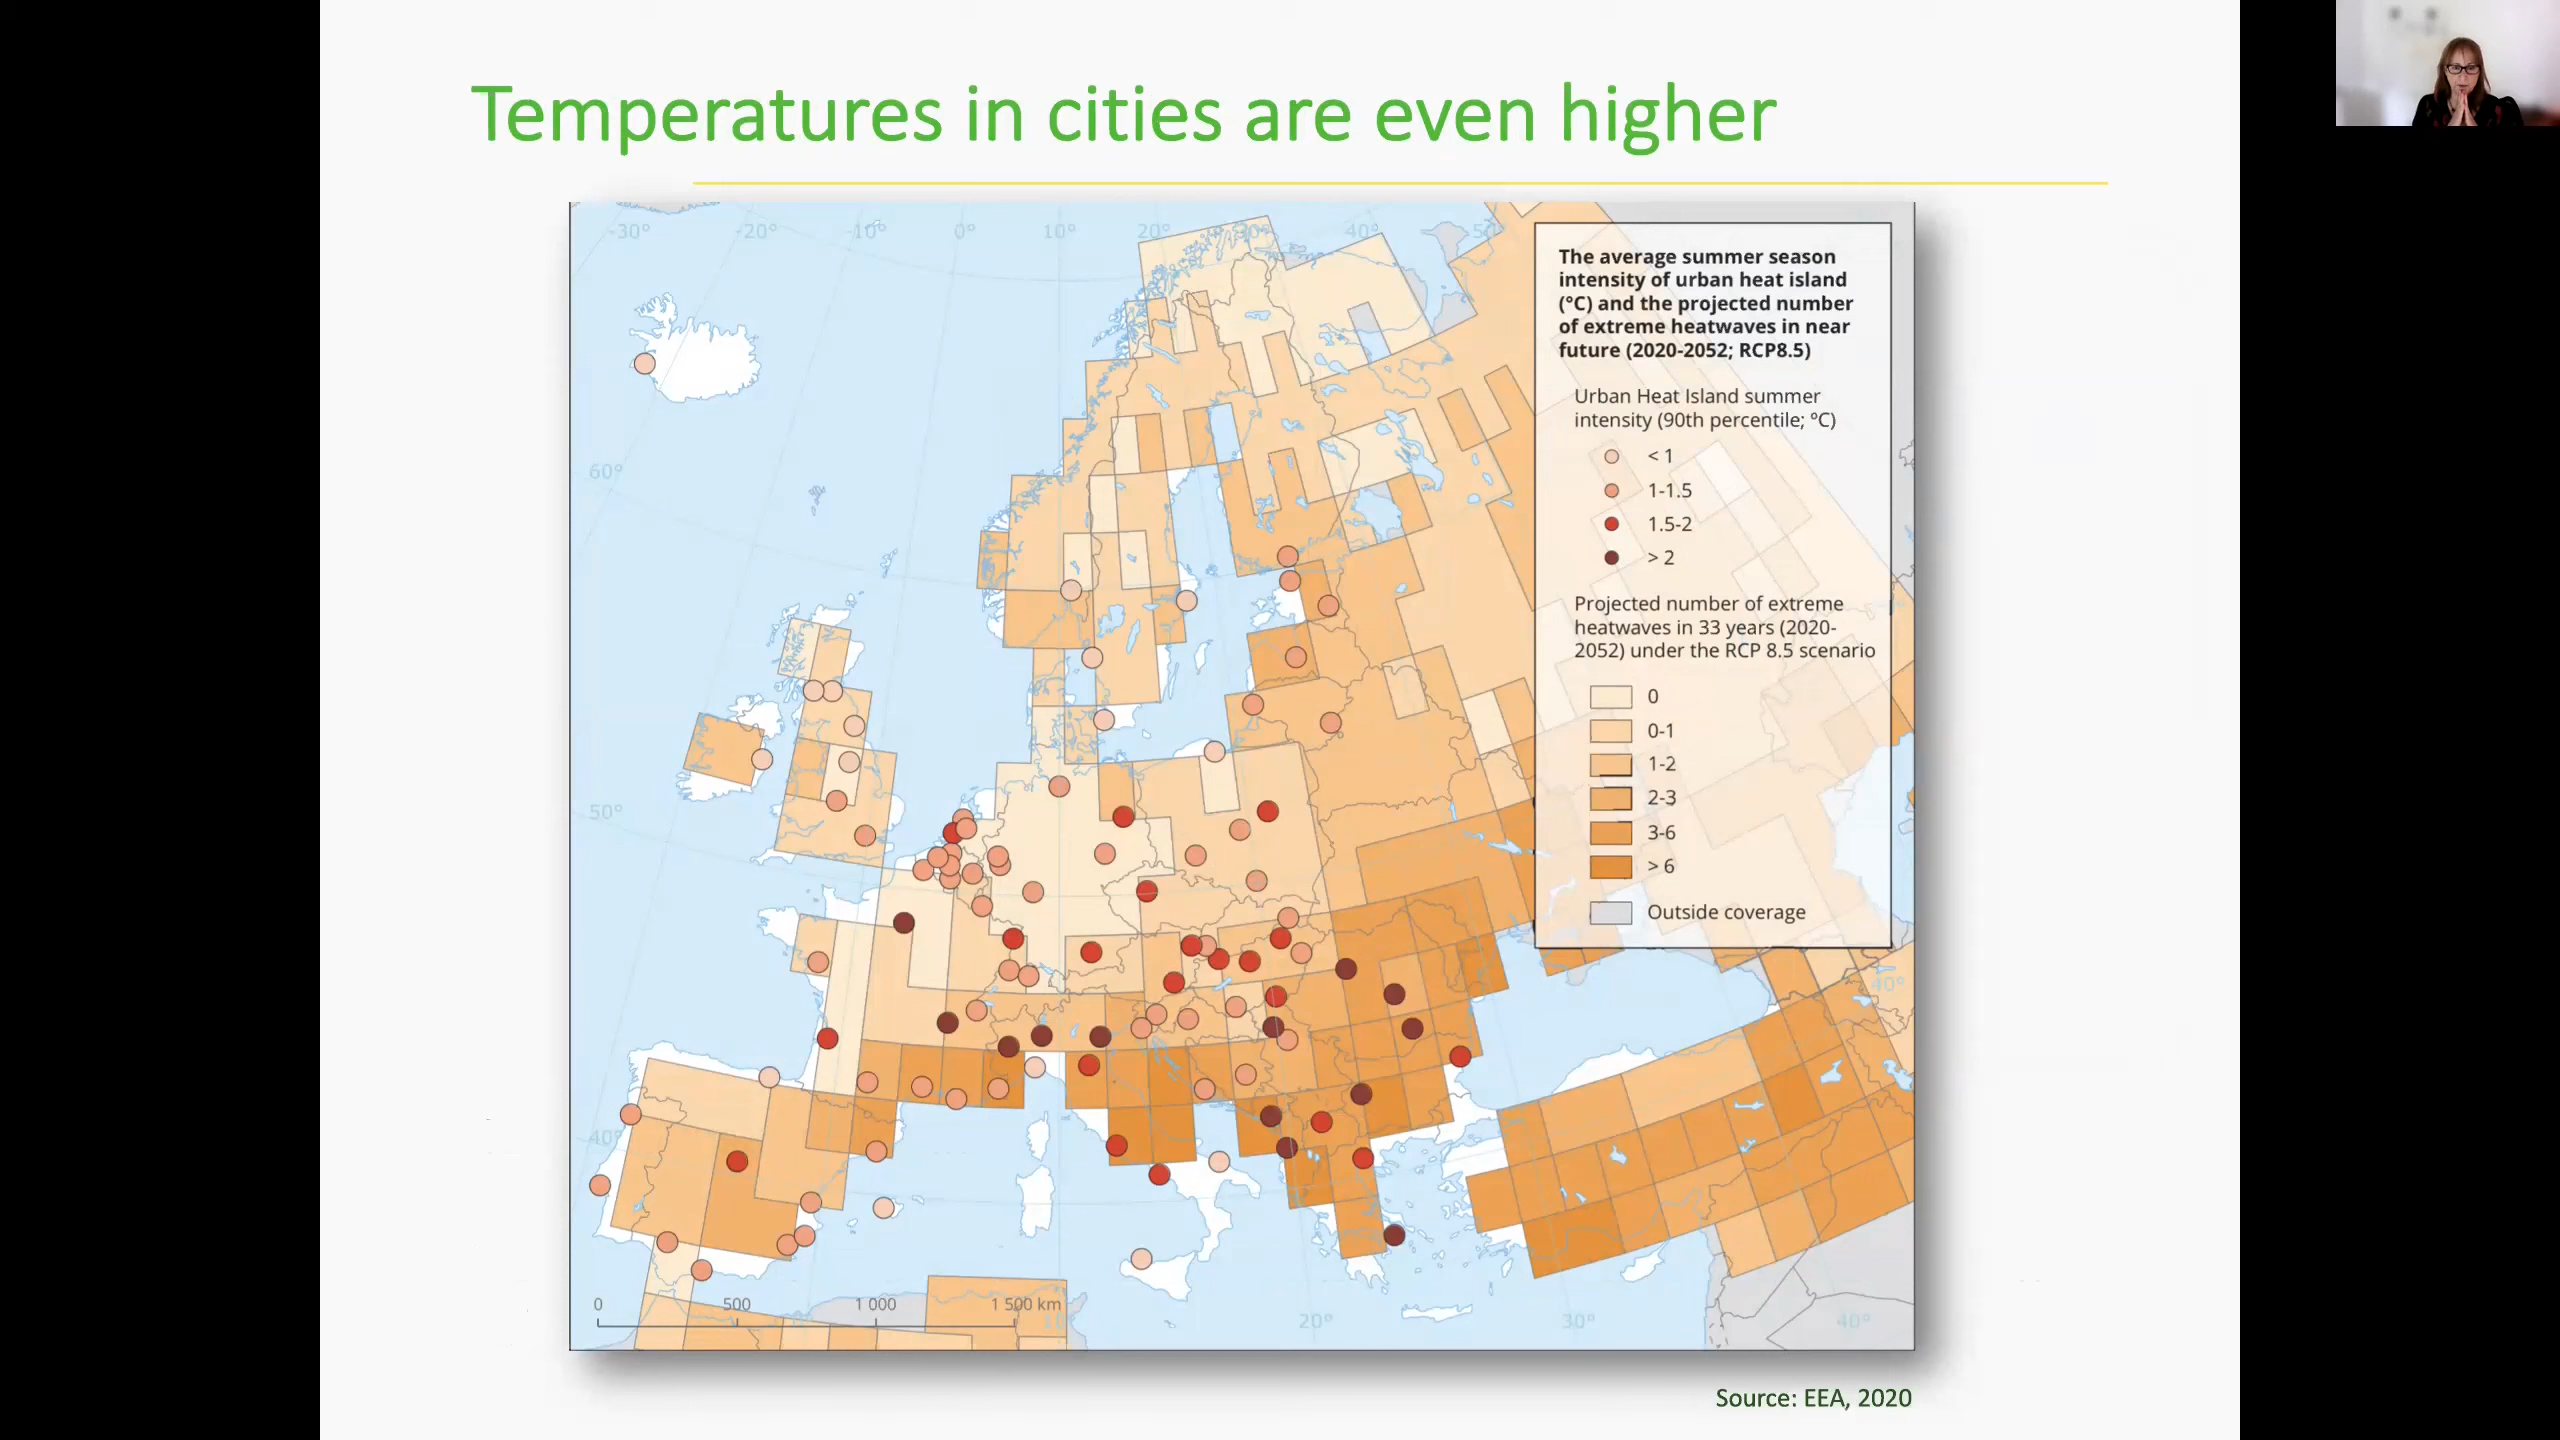 Temperatures in cities are even higher
-30°
-20°
-10°
0°
10°
20°
30°
40°
50
The average summer season
intensity of urban heat island
(°C) and the projected number
of extreme heatwaves in near
future (2020-2052; RCP8.5)
Urban Heat Island summer
intensity (90th percentile; ºC)
< 1
1-1.5
1.5-2
> 2
Projected number of extreme
heatwaves in 33 years (2020-
2052) under the RCP 8.5 scenario
0
0-1
1-2
2-3
3-6
> 6
Outside coverage
60°
50°
40°
40°
0
500
1 000
1 500 km
10°
20°
30°
40°
Source: EEA, 2020